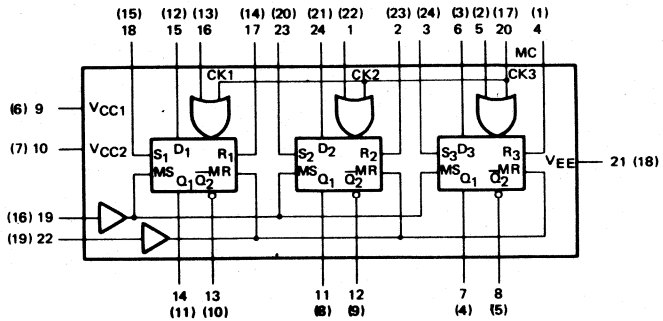 (15) (12) (13) (14) (20) (21) (22) (23) (24) (3) (2) (17) (1)
18 15 16 17 23 24 1 2 3 6 5 20 4
MC
CK1 CK2 CK3
(6) 9 VCC1
(7) 10 VCC2
S1 D1 R1 S2 D2 R2 S3 D3 R3
VEE 21 (18)
MS MR MS MR MS MR
Q1 Q̅2 Q1 Q̅2 Q1 Q̅2
(16) 19
(19) 22
14 13 11 12 7 8
(11) (10) (8) (9) (4) (5)